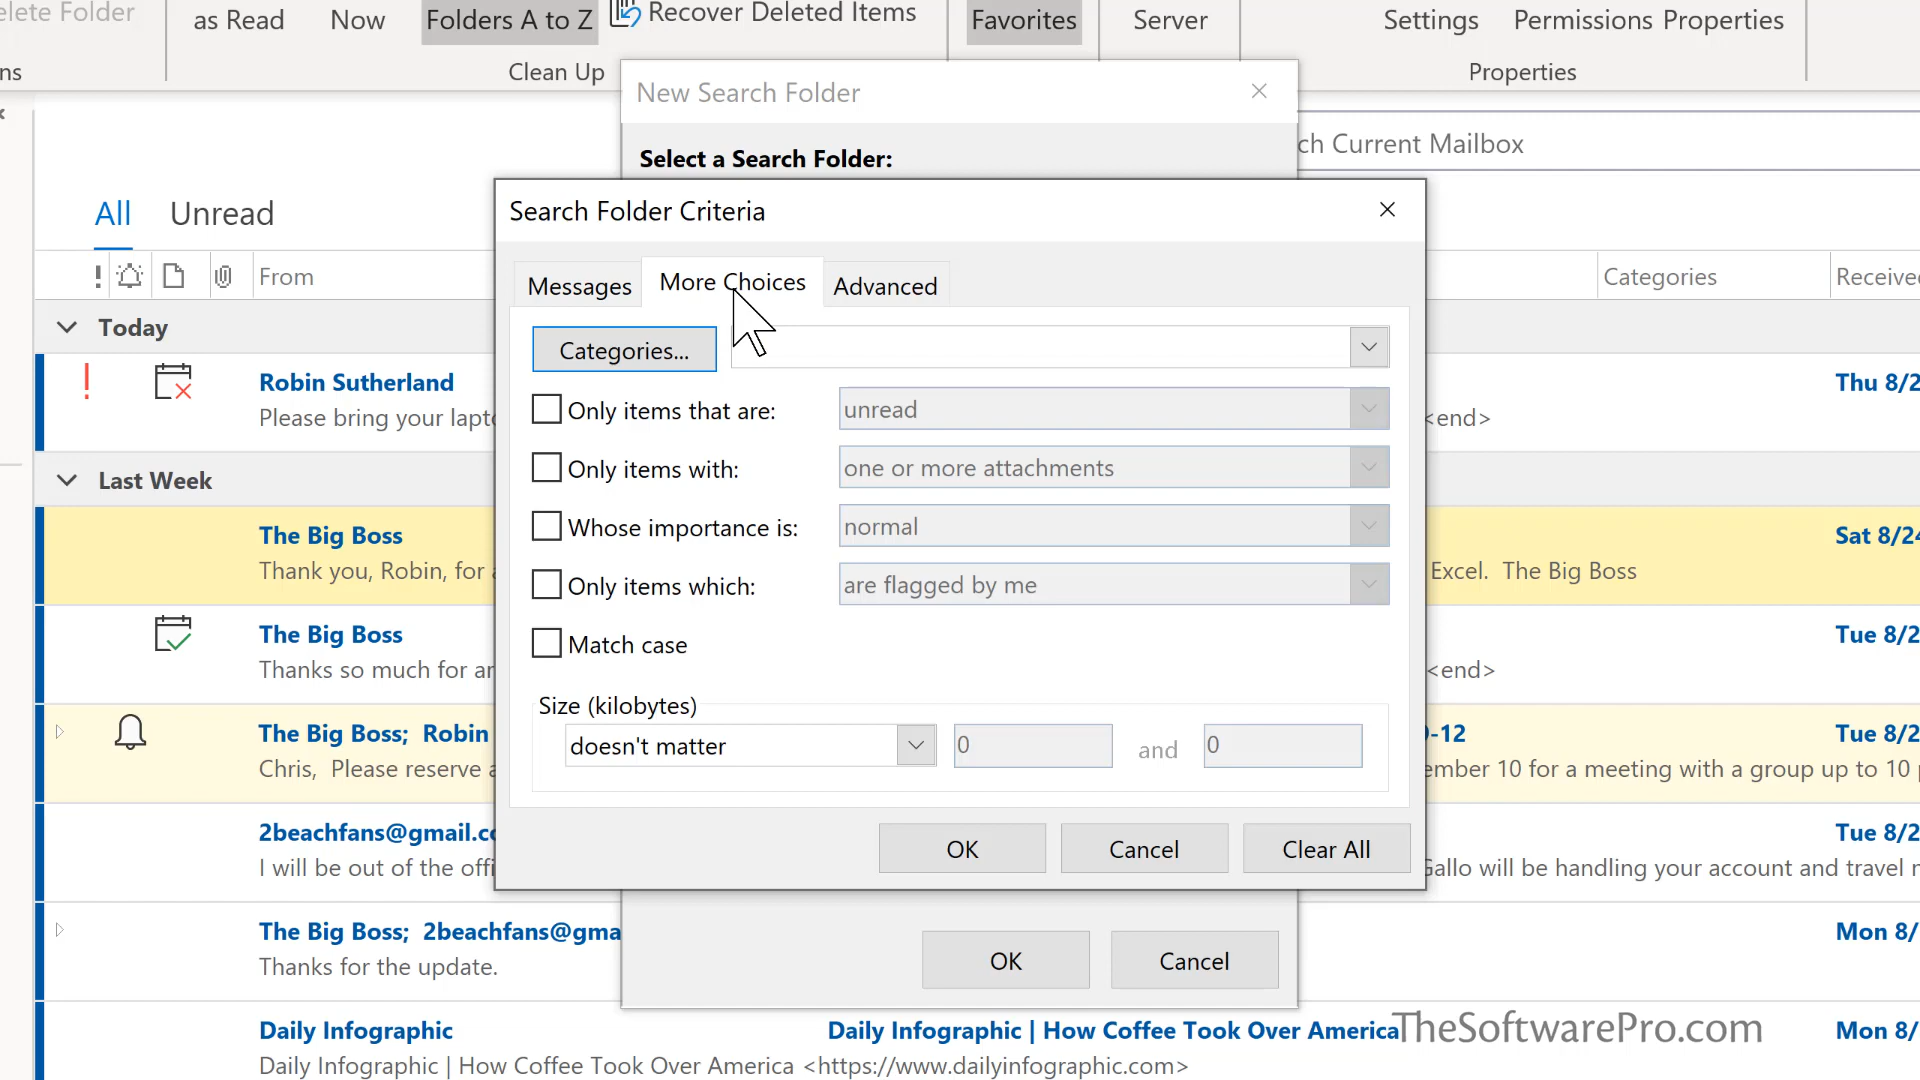 elete Folder
as Read
Now
Folders A to Z
Recover Deleted Items
Favorites
Server
Settings
Permissions
Properties
ns
Clean Up
Properties
New Search Folder
Select a Search Folder:
ch Current Mailbox
Search Folder Criteria
All
Unread
Messages
More Choices
Advanced
From
Categories
Receive
Today
Categories...
Robin Sutherland
Thu 8/2
Please bring your lapto
<end>
Only items that are:
unread
Only items with:
one or more attachments
Last Week
Whose importance is:
normal
The Big Boss
Sat 8/24
Thank you, Robin, for a
Excel. The Big Boss
Only items which:
are flagged by me
The Big Boss
Tue 8/2
Thanks so much for ar
<end>
Match case
Size (kilobytes)
doesn't matter
0
and
0
The Big Boss; Robin
-12
Tue 8/2
Chris, Please reserve a
ember 10 for a meeting with a group up to 10 p
2beachfans@gmail.co
Tue 8/2
I will be out of the offi
Gallo will be handling your account and travel n
OK
Cancel
Clear All
The Big Boss; 2beachfans@gma
Mon 8/
Thanks for the update.
OK
Cancel
Daily Infographic
Daily Infographic | How Coffee Took Over America
TheSoftwarePro.com
Mon 8/
Daily Infographic | How Coffee Took Over America <https://www.dailyinfographic.com>